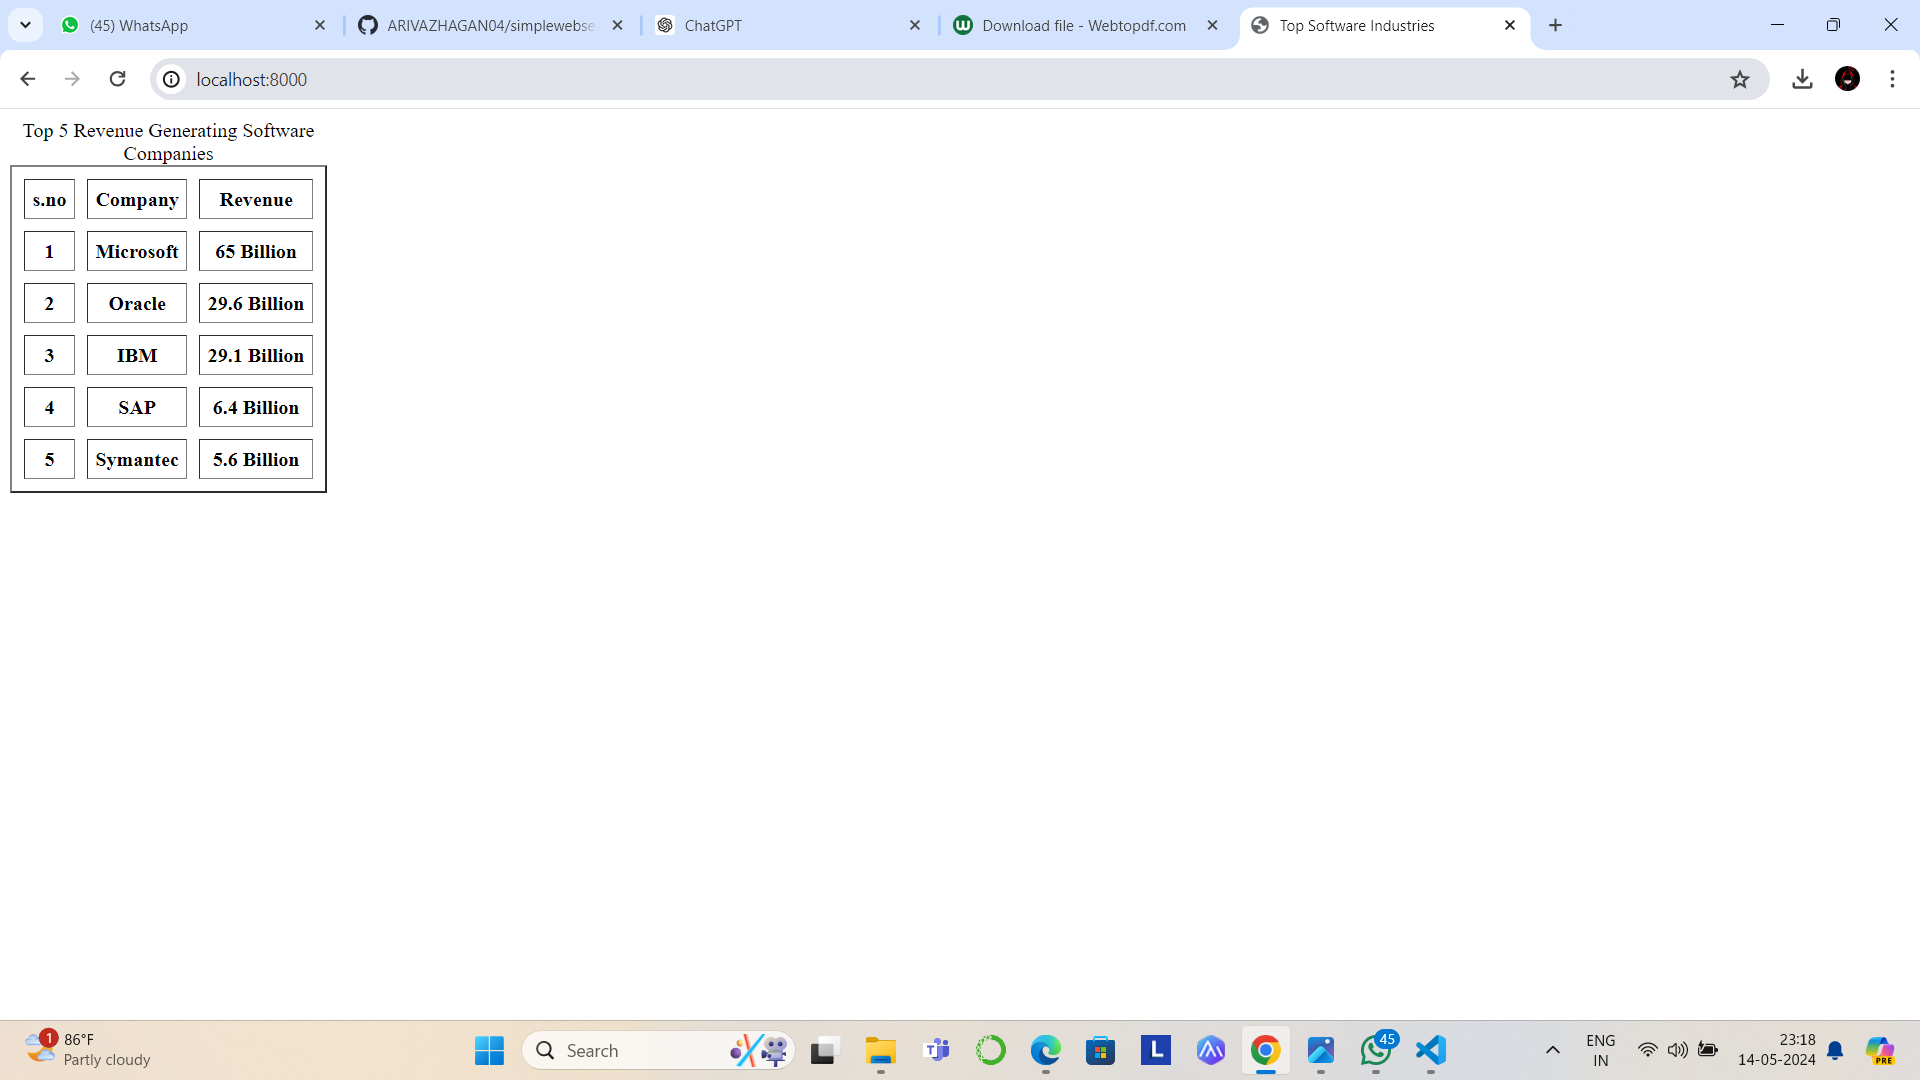 (45) WhatsApp
ARIVAZHAGAN04/simplewebse
ChatGPT
Download file - Webtopdf.com
Top Software Industries
localhost:8000
Top 5 Revenue Generating Software
Companies
s.no Company Revenue
1 Microsoft 65 Billion
2 Oracle 29.6 Billion
3 IBM 29.1 Billion
4 SAP 6.4 Billion
5 Symantec 5.6 Billion
1
86°F
Partly cloudy
Search
L
45
ENG
IN
23:18
14-05-2024
PRE